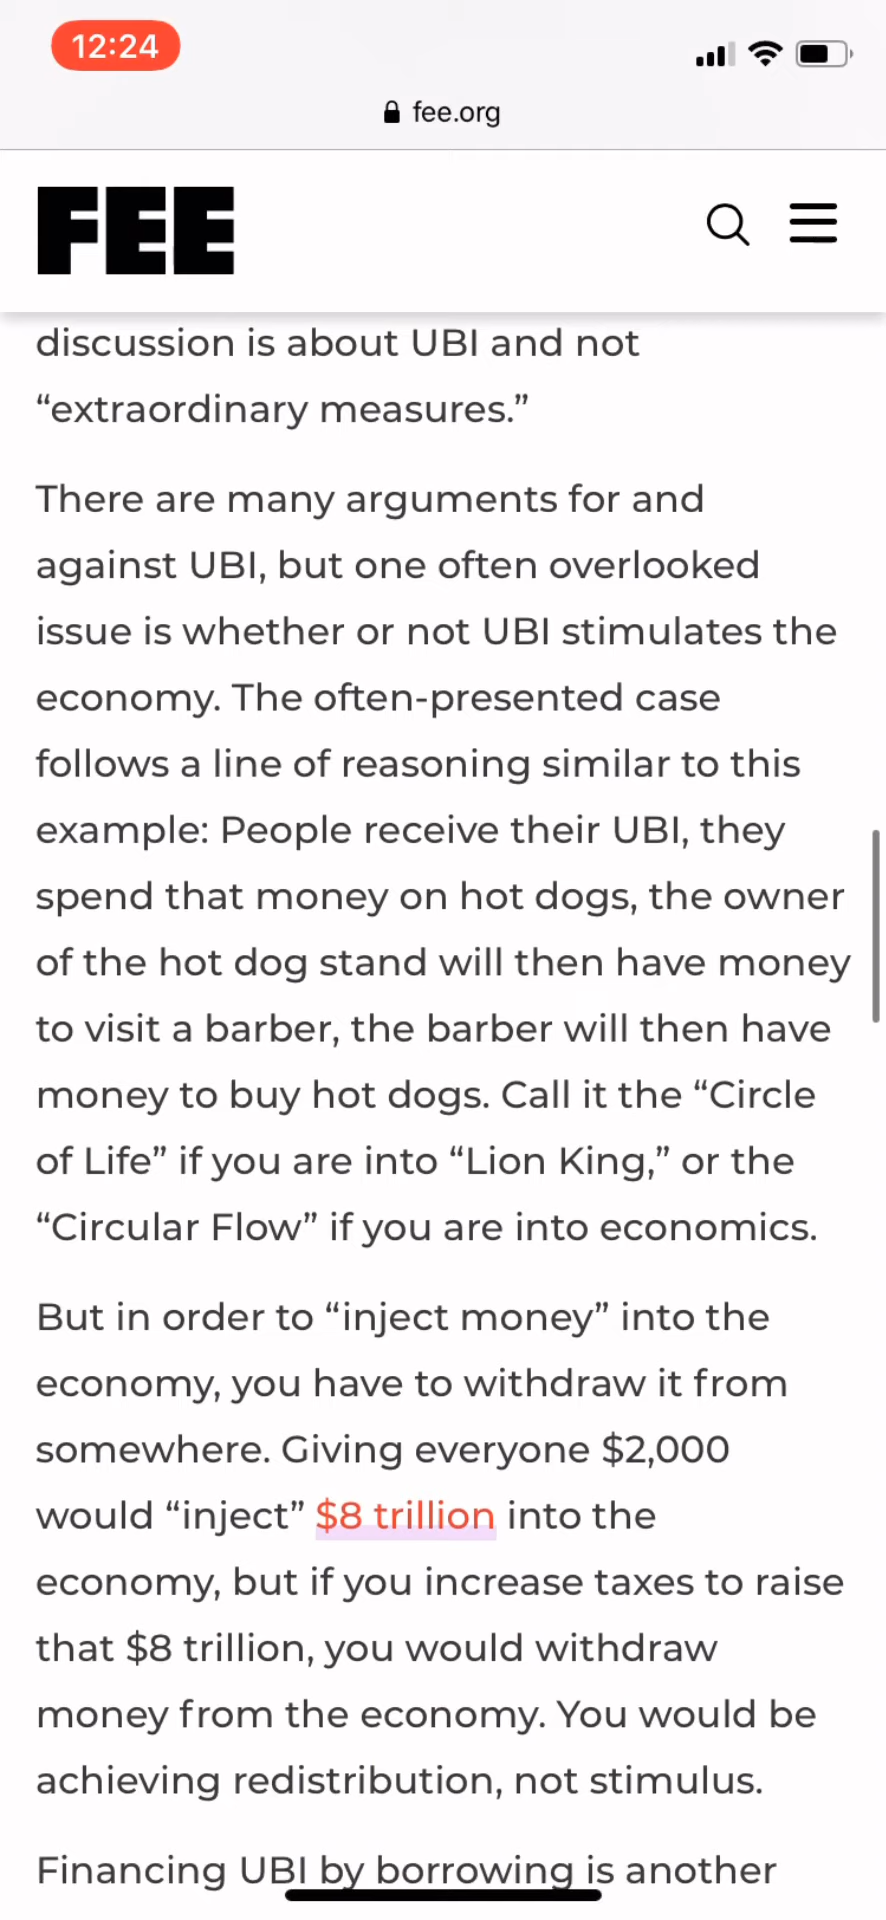 12:24
fee.org
FEE
discussion is about UBI and not
“extraordinary measures.”
There are many arguments for and
against UBI, but one often overlooked
issue is whether or not UBI stimulates the
economy. The often-presented case
follows a line of reasoning similar to this
example: People receive their UBI, they
spend that money on hot dogs, the owner
of the hot dog stand will then have money
to visit a barber, the barber will then have
money to buy hot dogs. Call it the “Circle
of Life” if you are into “Lion King,” or the
“Circular Flow” if you are into economics.
But in order to “inject money” into the
economy, you have to withdraw it from
somewhere. Giving everyone $2,000
would “inject” $8 trillion into the
economy, but if you increase taxes to raise
that $8 trillion, you would withdraw
money from the economy. You would be
achieving redistribution, not stimulus.
Financing UBI by borrowing is another